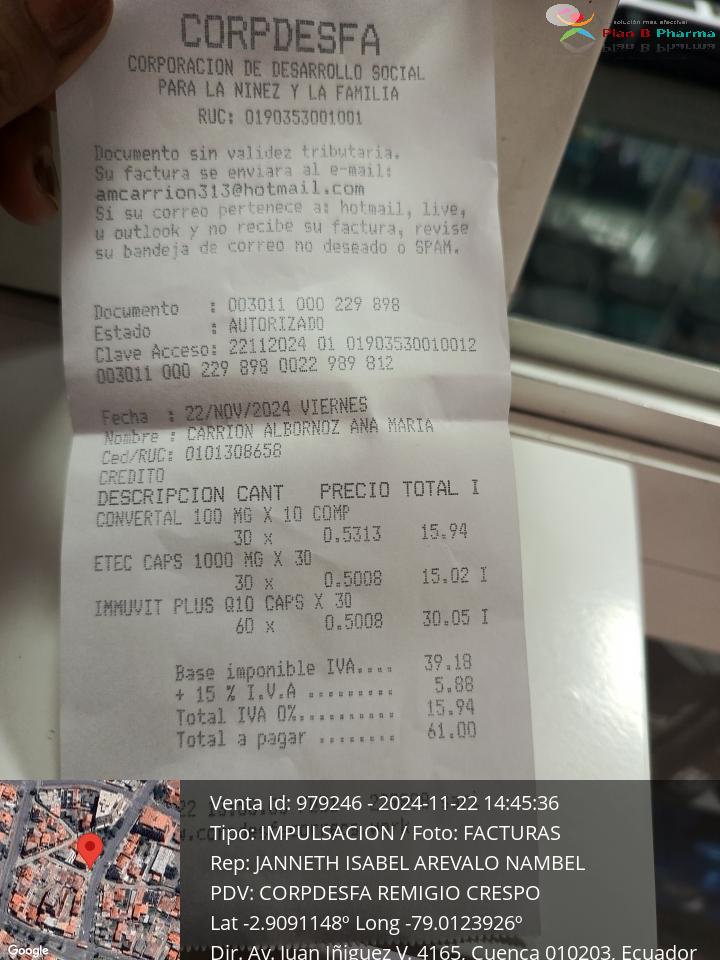 la solución más efectiva!
Plan B Pharma
CORPDESFA
CORPORACION DE DESARROLLO SOCIAL
PARA LA NINEZ Y LA FAMILIA
RUC: 0190353001001
Documento sin validez tributaria.
Su factura se enviara al e-mail:
amcarrion313@hotmail.com
Si su correo pertenece a: hotmail, live,
u outlook y no recibe su factura, revise
su bandeja de correo no deseado o SPAM.
Documento : 003011 000 229 898
Estado : AUTORIZADO
Clave Acceso: 22112024 01 01903530010012
003011 000 229 898 0022 989 812
Fecha : 22/NOV/2024 VIERNES
Nombre : CARRION ALBORNOZ ANA MARIA
Ced/RUC: 0101308658
CREDITO
DESCRIPCION CANT PRECIO TOTAL I
CONVERTAL 100 MG X 10 COMP
30 x 0.5313 15.94
ETEC CAPS 1000 MG X 30
30 x 0.5008 15.02 I
IMMUVIT PLUS Q10 CAPS X 30
60 x 0.5008 30.05 I
Base imponible IVA.... 39.18
+ 15 % I.V.A ......... 5.88
Total IVA 0%.......... 15.94
Total a pagar ........ 61.00
Venta Id: 979246 - 2024-11-22 14:45:36
Tipo: IMPULSACION / Foto: FACTURAS
Rep: JANNETH ISABEL AREVALO NAMBEL
PDV: CORPDESFA REMIGIO CRESPO
Lat -2.9091148º Long -79.0123926º
Dir. Av. Juan Iñiguez V. 4165, Cuenca 010203, Ecuador
Google